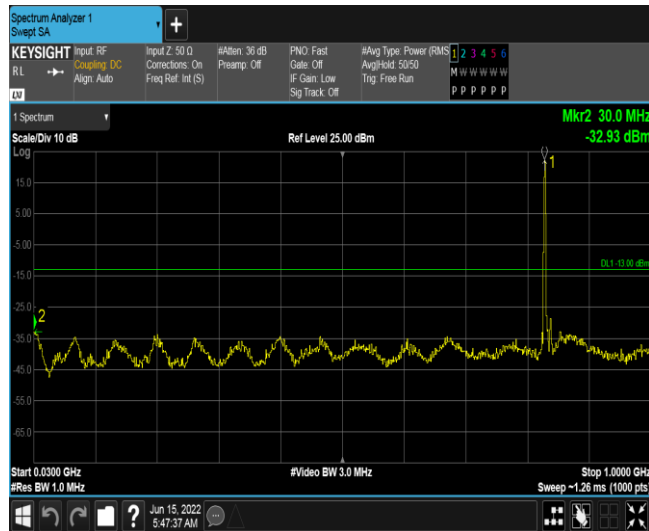 Spectrum Analyzer 1
Swept SA
+
KEYSIGHT
RL
LXI
Input: RF
Coupling: DC
Align: Auto
Input Z: 50 Ω
Corrections: On
Freq Ref: Int (S)
#Atten: 36 dB
Preamp: Off
PNO: Fast
Gate: Off
IF Gain: Low
Sig Track: Off
#Avg Type: Power (RMS
Avg|Hold: 50/50
Trig: Free Run
1 2 3 4 5 6
M W W W W W
P P P P P P
1 Spectrum
Mkr2 30.0 MHz
-32.93 dBm
Scale/Div 10 dB
Ref Level 25.00 dBm
Log
1
15.0
5.00
-5.00
DL1 -13.00 dBm
-15.0
-25.0
2
-35.0
-45.0
-55.0
-65.0
Start 0.0300 GHz
#Video BW 3.0 MHz
Stop 1.0000 GHz
#Res BW 1.0 MHz
Sweep ~1.26 ms (1000 pts)
?
Jun 15, 2022
5:47:37 AM